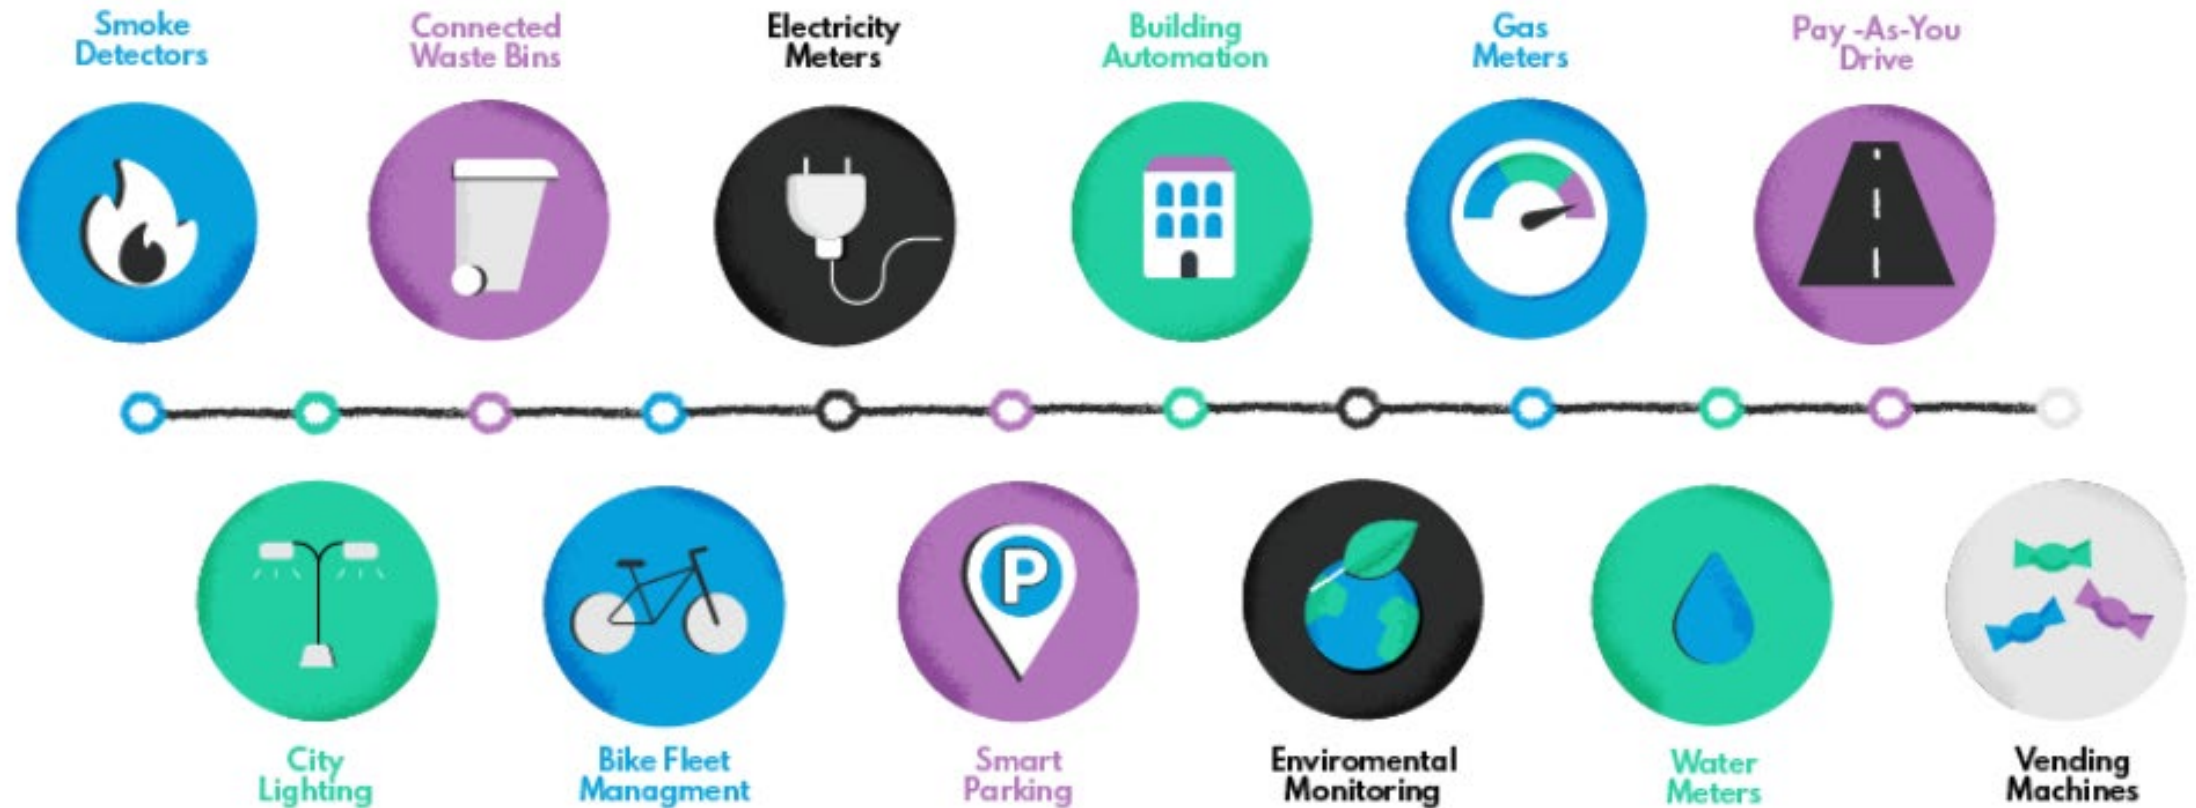 Smoke
Detectors
Connected
Waste Bins
Electricity
Meters
Building
Automation
Gas
Meters
Pay -As-You
Drive
P
City
Lighting
Bike Fleet
Managment
Smart
Parking
Enviromental
Monitoring
Water
Meters
Vending
Machines